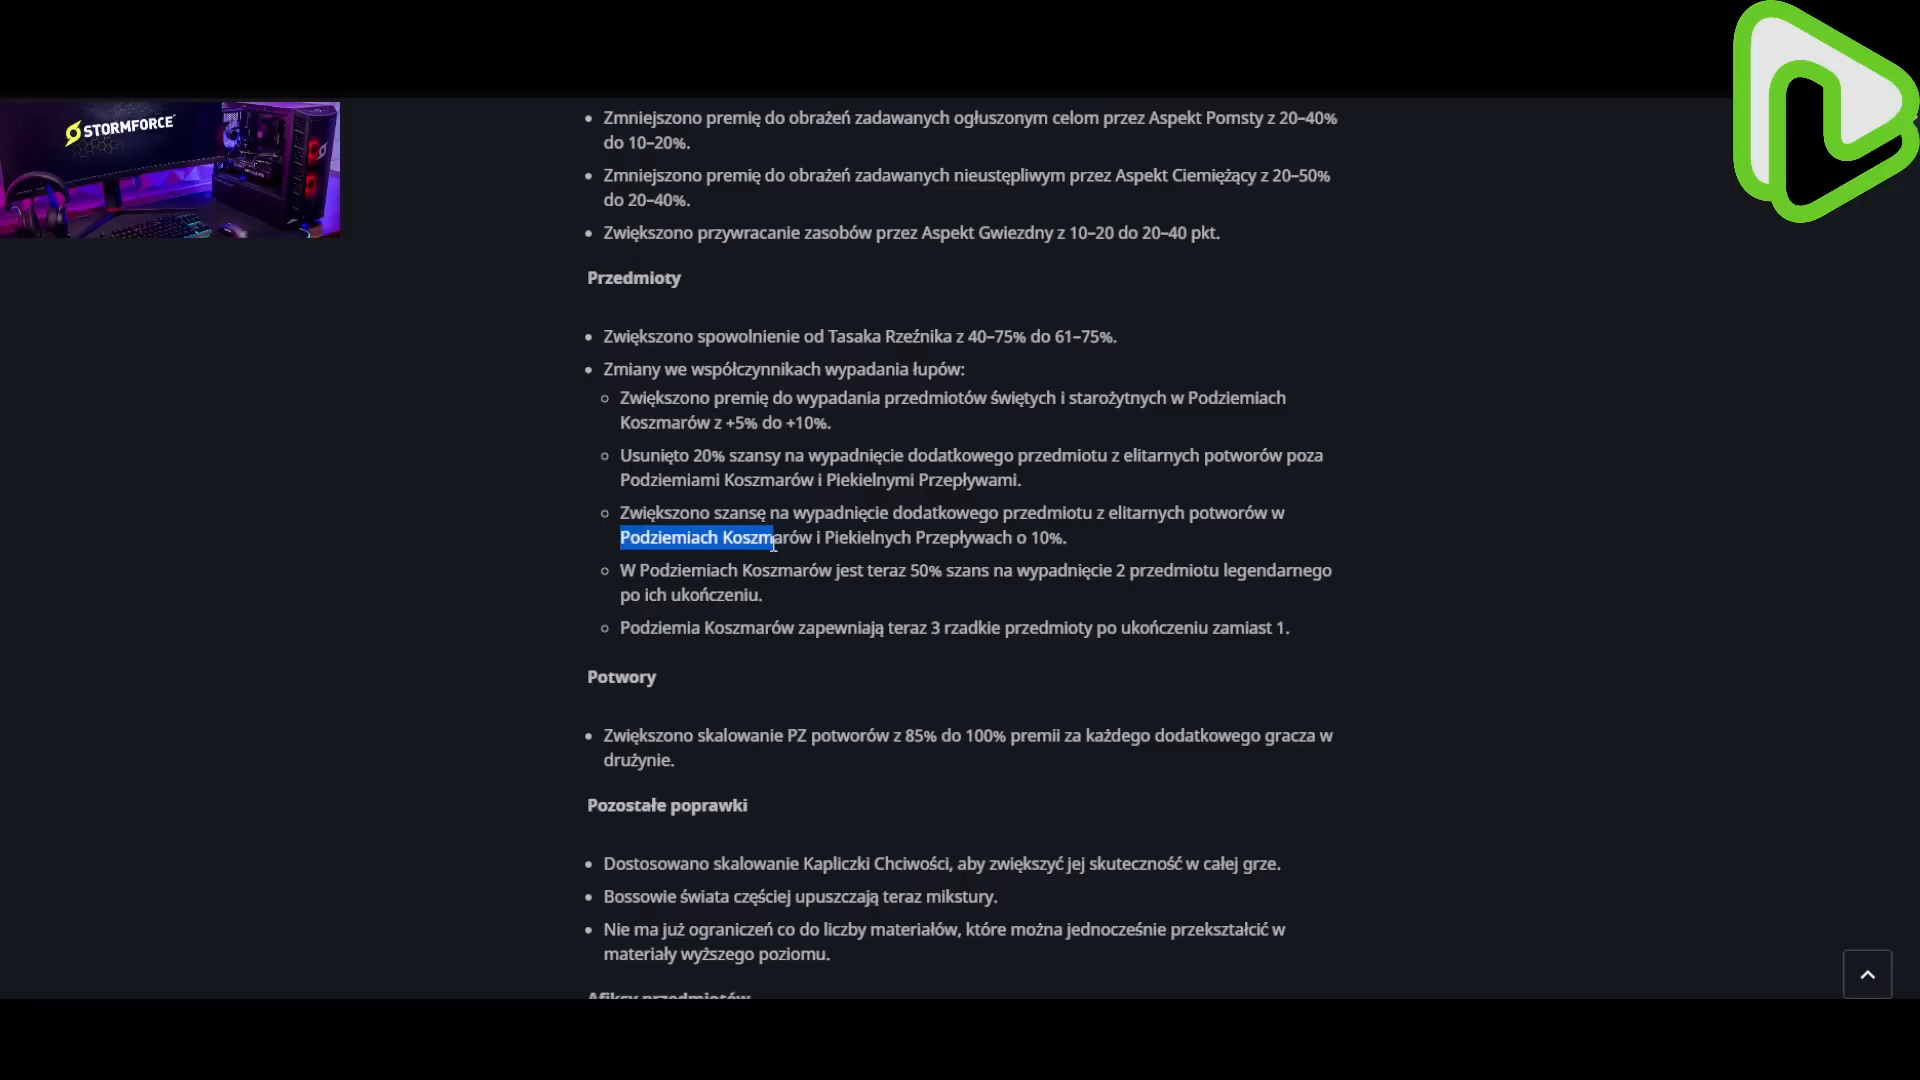 STORMFORCE
Zmniejszono premię do obrażeń zadawanych ogłuszonym celom przez Aspekt Pomsty z 20–40%
do 10–20%.
Zmniejszono premię do obrażeń zadawanych nieustępliwym przez Aspekt Ciemiężący z 20–50%
do 20–40%.
Zwiększono przywracanie zasobów przez Aspekt Gwiezdny z 10–20 do 20–40 pkt.
Przedmioty
Zwiększono spowolnienie od Tasaka Rzeźnika z 40–75% do 61–75%.
Zmiany we współczynnikach wypadania łupów:
Zwiększono premię do wypadania przedmiotów świętych i starożytnych w Podziemiach
Koszmarów z +5% do +10%.
Usunięto 20% szansy na wypadnięcie dodatkowego przedmiotu z elitarnych potworów poza
Podziemiami Koszmarów i Piekielnymi Przepływami.
Zwiększono szansę na wypadnięcie dodatkowego przedmiotu z elitarnych potworów w
Podziemiach Koszmarów i Piekielnych Przepływach o 10%.
W Podziemiach Koszmarów jest teraz 50% szans na wypadnięcie 2 przedmiotu legendarnego
po ich ukończeniu.
Podziemia Koszmarów zapewniają teraz 3 rzadkie przedmioty po ukończeniu zamiast 1.
Potwory
Zwiększono skalowanie PZ potworów z 85% do 100% premii za każdego dodatkowego gracza w
drużynie.
Pozostałe poprawki
Dostosowano skalowanie Kapliczki Chciwości, aby zwiększyć jej skuteczność w całej grze.
Bossowie świata częściej upuszczają teraz mikstury.
Nie ma już ograniczeń co do liczby materiałów, które można jednocześnie przekształcić w
materiały wyższego poziomu.
Afiksy przedmiotów